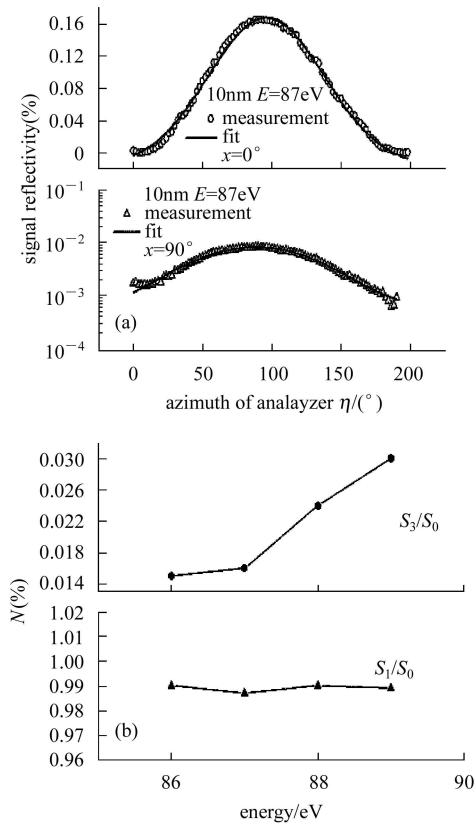 0.16
0.12
0.08
0.04
0
10nm E=87eV
measurement
fit
x=0°
signal reflectivity(%)
10⁻¹
10⁻²
10⁻³
10⁻⁴
10nm E=87eV
measurement
fit
x=90°
(a)
0 50 100 150 200
azimuth of analayzer η/(°)
0.030
0.026
0.022
0.018
0.014
S₃/S₀
N(%)
1.02
1.01
1.00
0.99
0.98
0.97
0.96
S₁/S₀
(b)
86 88 90
energy/eV